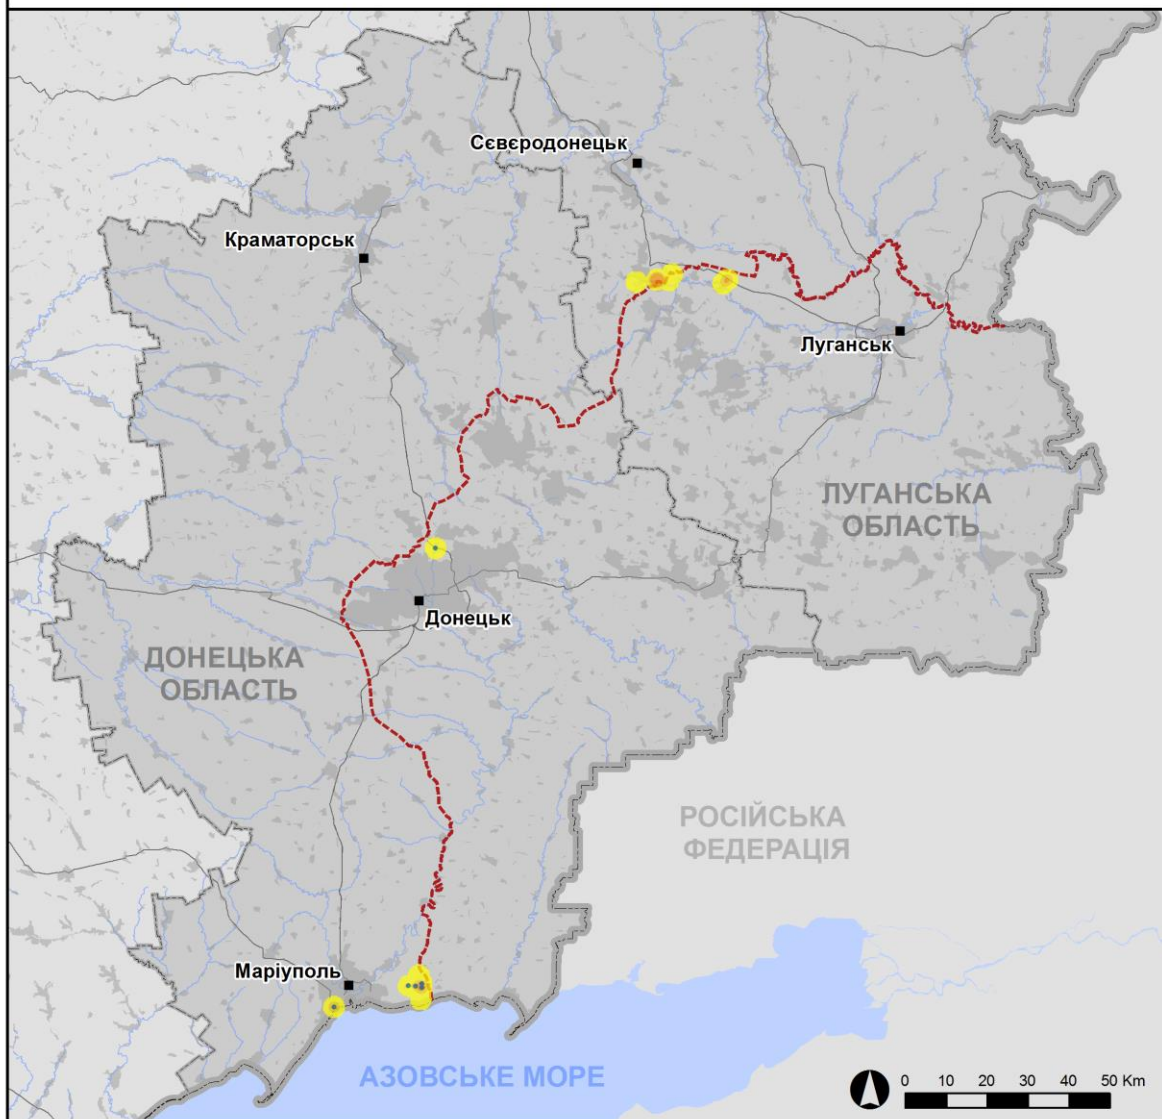 Сєвєродонецьк
Краматорськ
Луганськ
ЛУГАНСЬКА
ОБЛАСТЬ
Донецьк
ДОНЕЦЬКА
ОБЛАСТЬ
РОСІЙСЬКА
ФЕДЕРАЦІЯ
Маріуполь
АЗОВСЬКЕ МОРЕ
0 10 20 30 40 50 Km